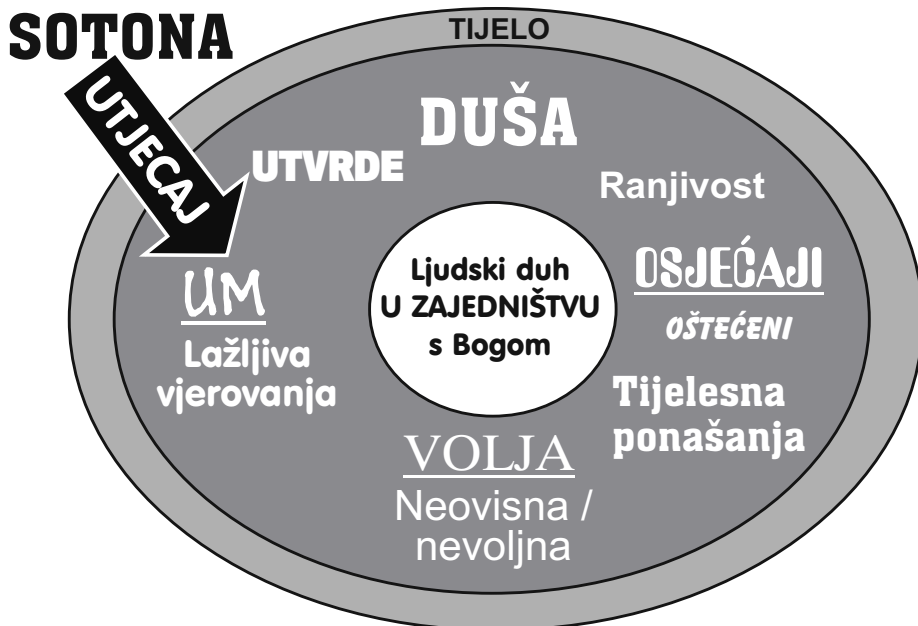 SOTONA
UTJECAJ
TIJELO
DUŠA
UTVRDE
Ranjivost
UM
Lažljiva
vjerovanja
Ljudski duh
U ZAJEDNIŠTVU
s Bogom
OSJEĆAJI
OŠTEĆENI
Tijelesna
ponašanja
VOLJA
Neovisna /
nevoljna